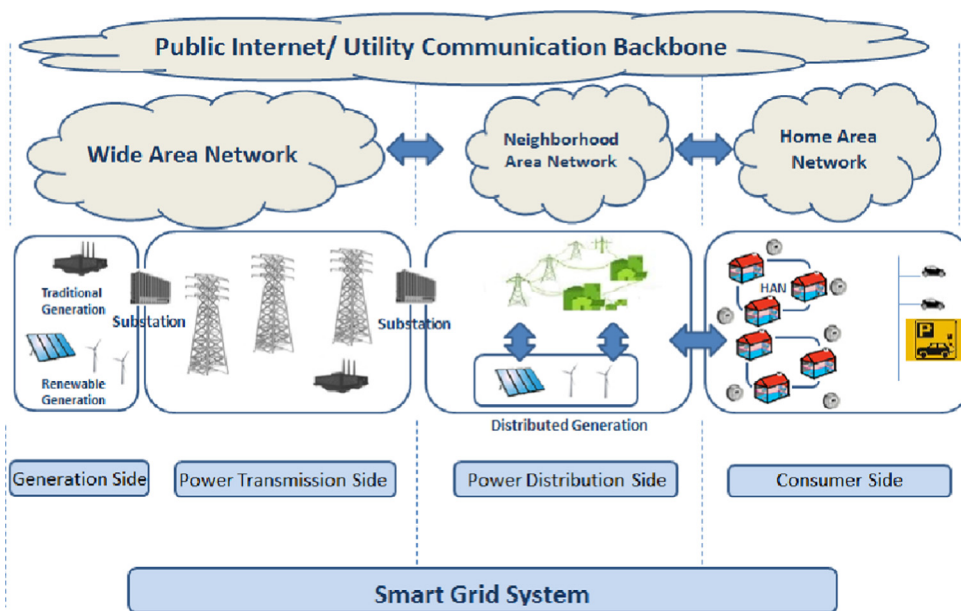 Public Internet/ Utility Communication Backbone
Wide Area Network
Neighborhood
Area Network
Home Area
Network
Traditional
Generation
Renewable
Generation
Substation
Substation
Distributed Generation
HAN
P
Generation Side
Power Transmission Side
Power Distribution Side
Consumer Side
Smart Grid System